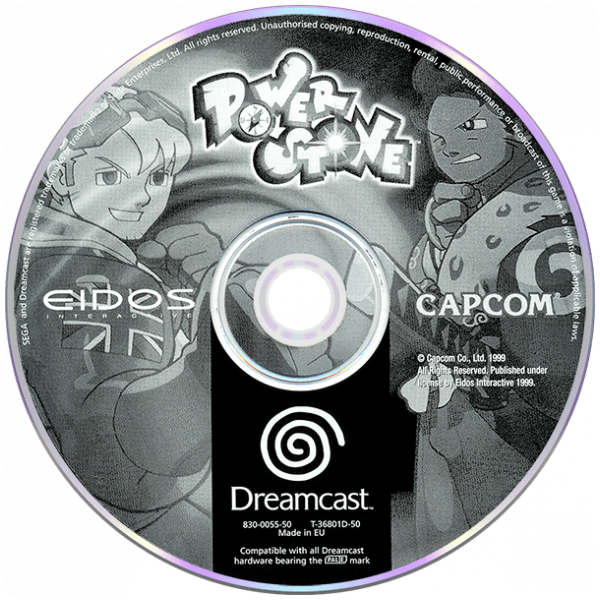 SEGA and Dreamcast are registered trademarks or trademarks of Enterprises, Ltd. All rights reserved. Unauthorised copying, reproduction, rental, public performance or broadcast of this game is a violation of applicable laws.
POWER
STONE™
EIDOS
INTERACTIVE
CAPCOM®
© Capcom Co., Ltd. 1999
All Rights Reserved. Published under
license by Eidos Interactive 1999.
Dreamcast™
830-0055-50 T-36801D-50
Made in EU
Compatible with all Dreamcast
hardware bearing the PAL/E mark